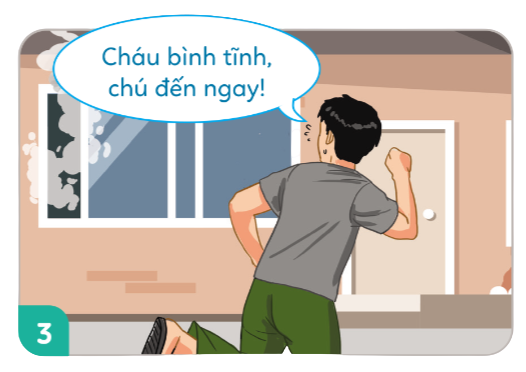 Cháu bình tĩnh,
chú đến ngay!
3